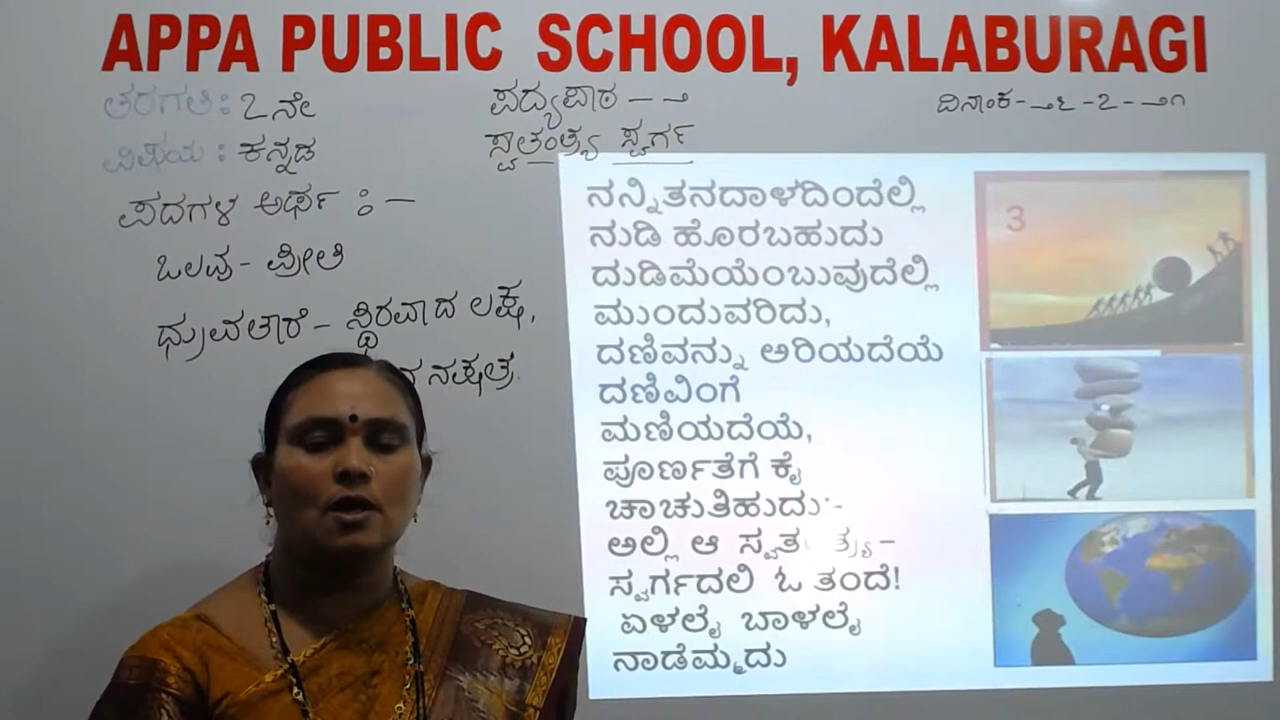 APPA PUBLIC SCHOOL, KALABURAGI
ತರಗತಿ : ೭ನೇ
ವಿಷಯ : ಕನ್ನಡ
ಪದ್ಯಪಾಠ – ೧
ಸ್ವಾತಂತ್ರ್ಯ ಸ್ವರ್ಗ
ದಿನಾಂಕ-
ಪದಗಳ ಅರ್ಥ :–
ಒಲವು - ಪ್ರೀತಿ
ಧ್ರುವತಾರೆ – ಸ್ಥಿರವಾದ ಲಕ್ಷ್ಯ,
ನಕ್ಷತ್ರ.
ನನ್ನಿತನದಾಳದಿಂದೆಲ್ಲಿ
ನುಡಿ ಹೊರಬಹುದು
ದುಡಿಮೆಯೆಂಬುವುದೆಲ್ಲಿ
ಮುಂದುವರಿದು,
ದಣಿವನ್ನು ಅರಿಯದೆಯೆ
ದಣಿವಿಂಗೆ
ಮಣಿಯದೆಯೆ,
ಪೂರ್ಣತೆಗೆ ಕೈ
ಚಾಚುತಿಹುದು:-
ಅಲ್ಲಿ ಆ
ಸ್ವರ್ಗದಲಿ ಓ ತಂದೆ!
ಏಳಲೈ ಬಾಳಲೈ
ನಾಡೆಮ್ಮದು
3